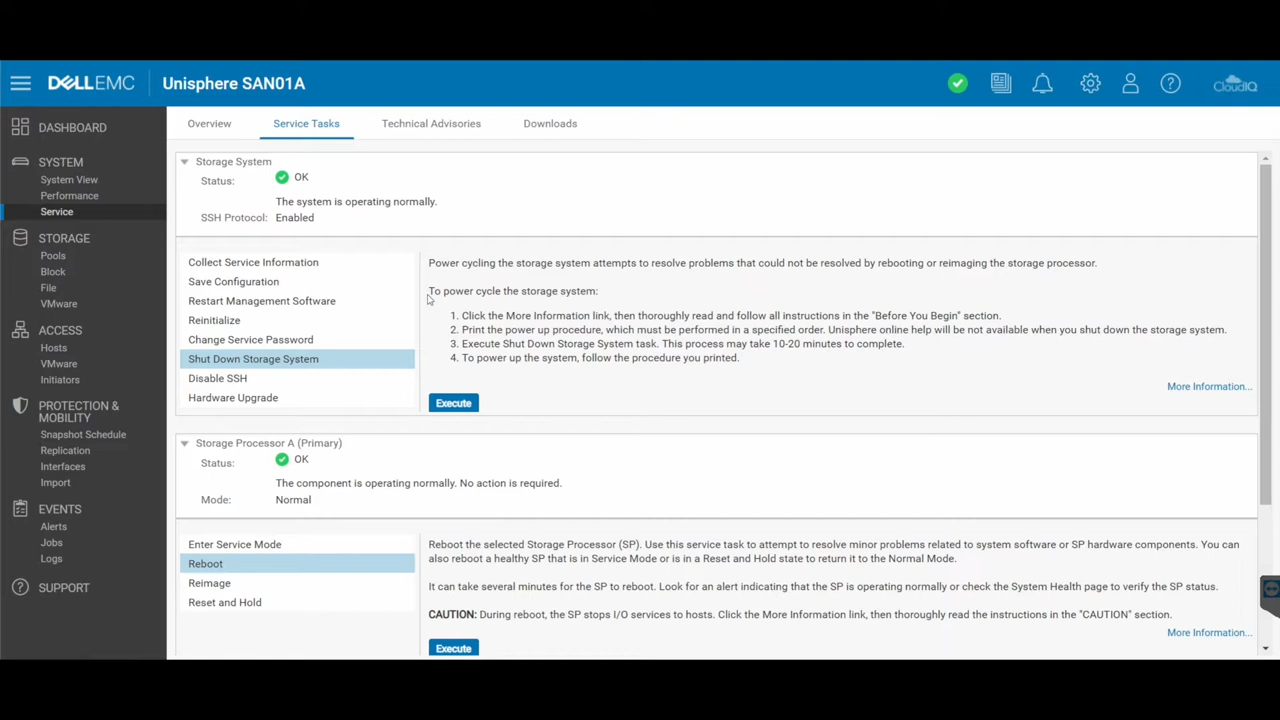 DELLEMC
Unisphere SAN01A
CloudIQ
DASHBOARD
SYSTEM
System View
Performance
Service
STORAGE
Pools
Block
File
VMware
ACCESS
Hosts
VMware
Initiators
PROTECTION &
MOBILITY
Snapshot Schedule
Replication
Interfaces
Import
EVENTS
Alerts
Jobs
Logs
SUPPORT
Overview
Service Tasks
Technical Advisories
Downloads
Storage System
Status: OK
The system is operating normally.
SSH Protocol: Enabled
Collect Service Information
Save Configuration
Restart Management Software
Reinitialize
Change Service Password
Shut Down Storage System
Disable SSH
Hardware Upgrade
Power cycling the storage system attempts to resolve problems that could not be resolved by rebooting or reimaging the storage processor.
To power cycle the storage system:
1. Click the More Information link, then thoroughly read and follow all instructions in the "Before You Begin" section.
2. Print the power up procedure, which must be performed in a specified order. Unisphere online help will be not available when you shut down the storage system.
3. Execute Shut Down Storage System task. This process may take 10-20 minutes to complete.
4. To power up the system, follow the procedure you printed.
More Information...
Execute
Storage Processor A (Primary)
Status: OK
The component is operating normally. No action is required.
Mode: Normal
Enter Service Mode
Reboot
Reimage
Reset and Hold
Reboot the selected Storage Processor (SP). Use this service task to attempt to resolve minor problems related to system software or SP hardware components. You can
also reboot a healthy SP that is in Service Mode or is in a Reset and Hold state to return it to the Normal Mode.
It can take several minutes for the SP to reboot. Look for an alert indicating that the SP is operating normally or check the System Health page to verify the SP status.
CAUTION: During reboot, the SP stops I/O services to hosts. Click the More Information link, then thoroughly read the instructions in the "CAUTION" section.
More Information...
Execute